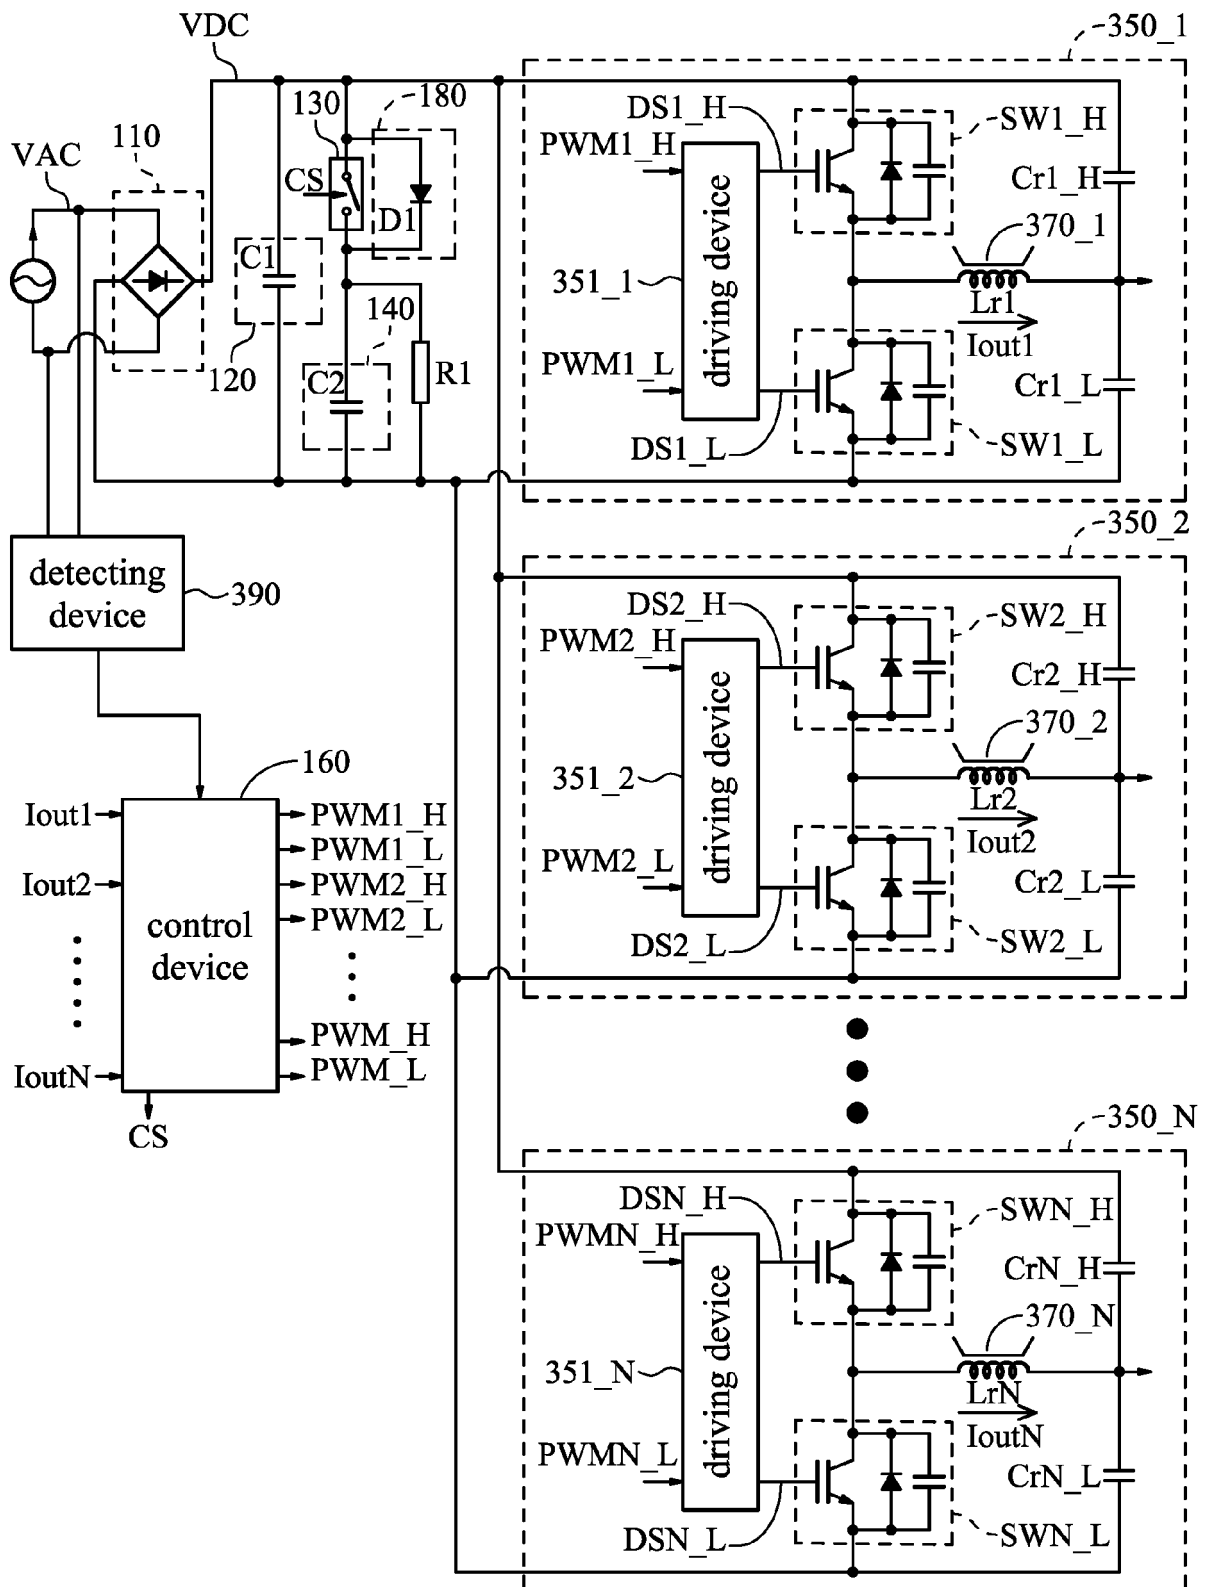 VDC
350_1
130
180
DS1_H
SW1_H
110
PWM1_H
VAC
CS
D1
Cr1_H
370_1
C1
driving device
351_1
Lr1
140
Iout1
120
PWM1_L
C2
R1
Cr1_L
DS1_L
SW1_L
350_2
detecting
device
390
DS2_H
SW2_H
PWM2_H
Cr2_H
370_2
driving device
351_2
160
Lr2
Iout1
PWM1_H
Iout2
PWM1_L
Iout2
PWM2_H
PWM2_L
Cr2_L
PWM2_L
control
device
DS2_L
SW2_L
PWM_H
IoutN
PWM_L
CS
350_N
DSN_H
SWN_H
PWMN_H
CrN_H
370_N
driving device
351_N
LrN
IoutN
PWMN_L
CrN_L
DSN_L
SWN_L